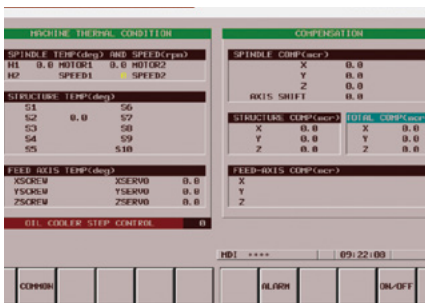 MACHINE THERMAL CONDITION
SPINDLE TEMP(deg) AND SPEED(rpm)
H1 0.0 MOTOR1 0.0 MOTOR2
H2 SPEED1 0 SPEED2
STRUCTURE TEMP(deg)
S1 S6
S2 0.0 S7
S3 S8
S4 S9
S5 S10
FEED AXIS TEMP(deg)
XSCREW XSERVO 0.0
YSCREW YSERVO 0.0
ZSCREW ZSERVO 0.0
OIL COOLER STEP CONTROL 0
COMPENSATION
SPINDLE COMP(mcr)
X 0.0
Y 0.0
Z 0.0
AXIS SHIFT 0.0
STRUCTURE COMP(mcr)
X 0.0
Y 0.0
Z 0.0
TOTAL COMP(mcr)
X 0.0
Y 0.0
Z 0.0
FEED-AXIS COMP(mcr)
X
Y
Z
MDI **** 09:22:00
COMMON ALARM ON/OFF